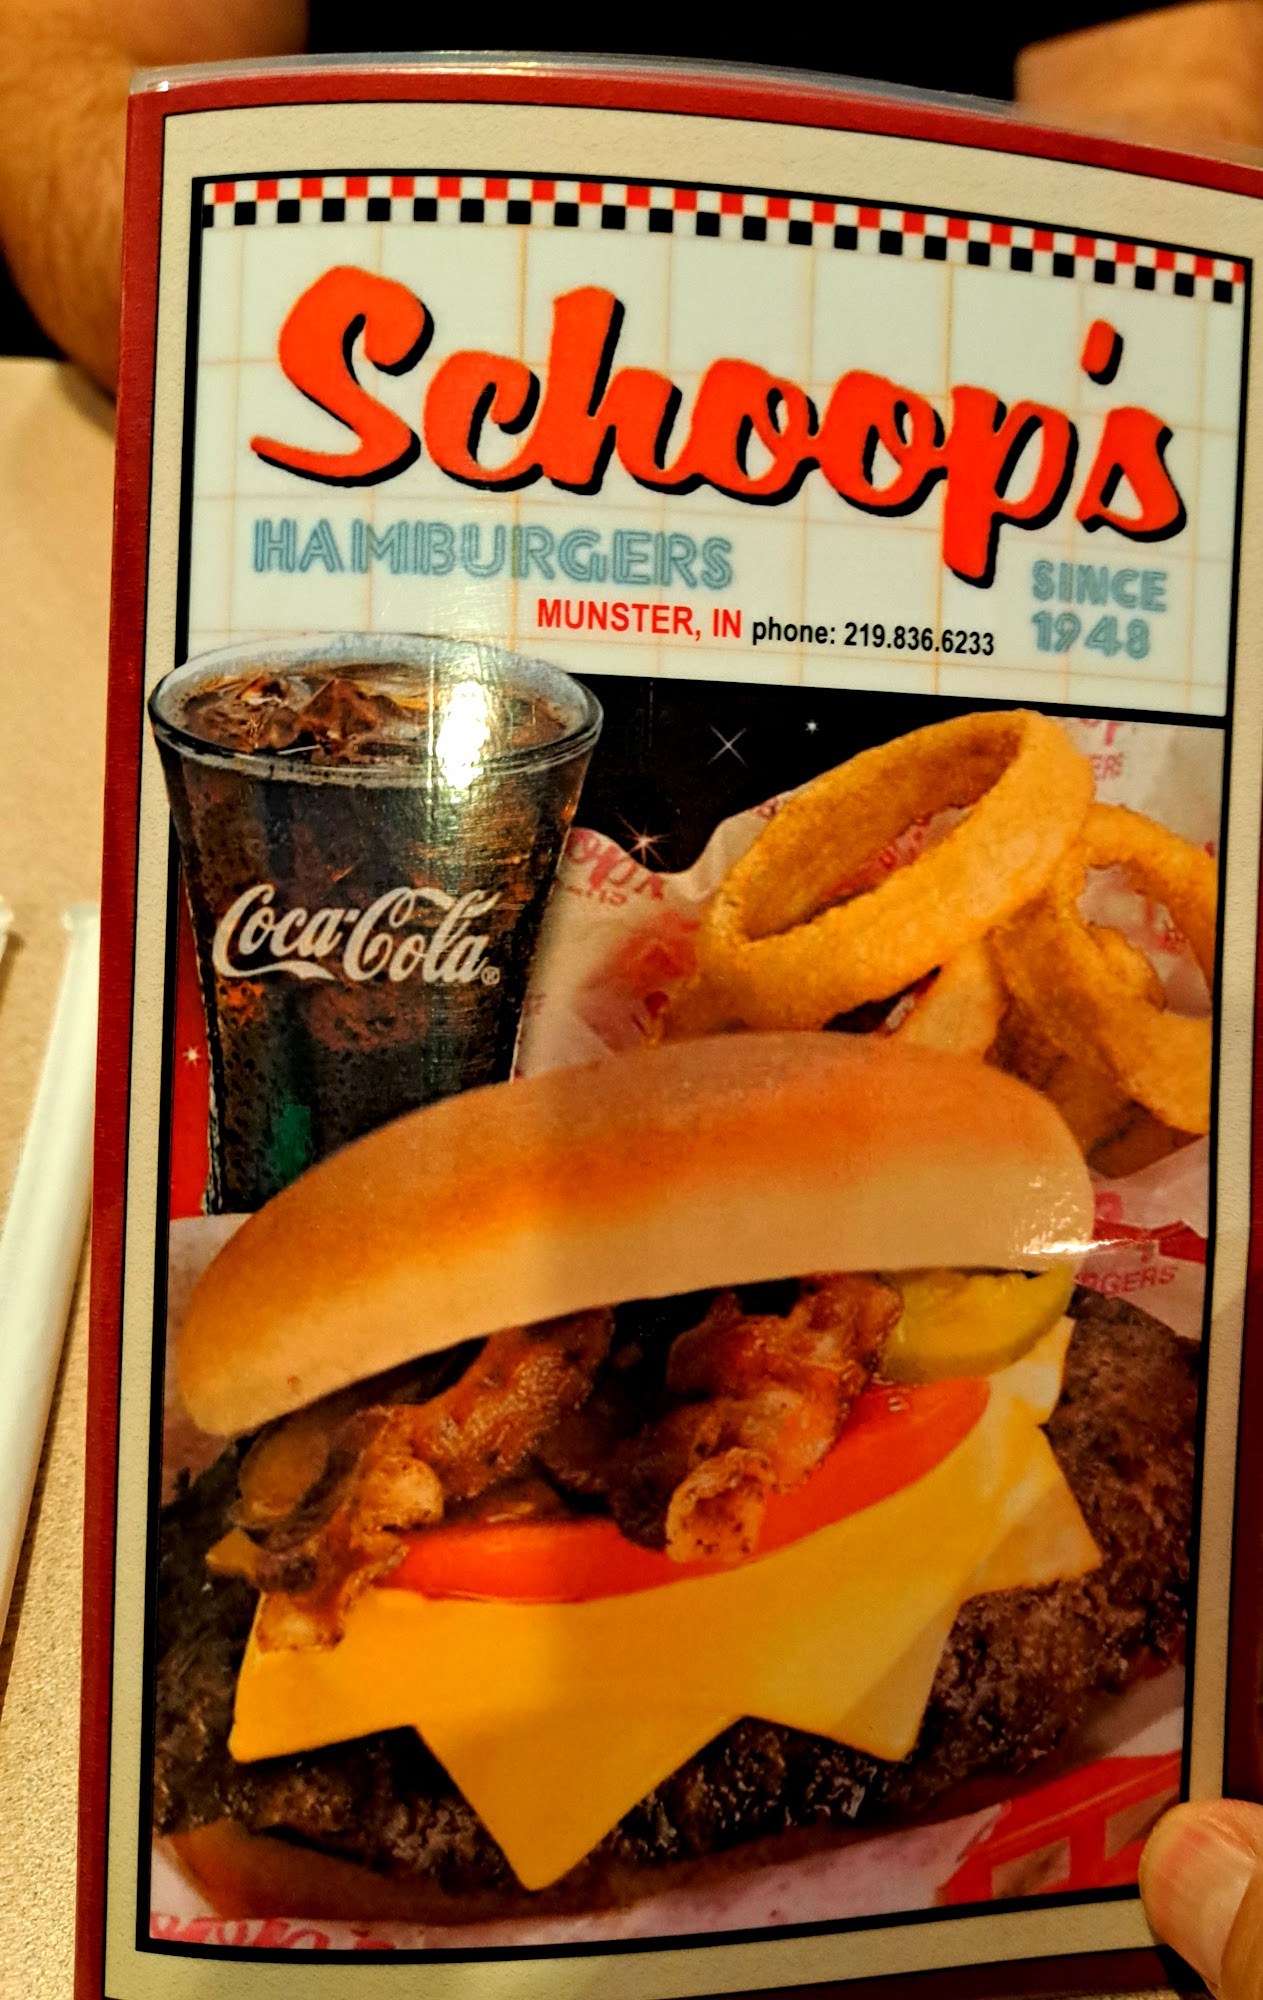 Schoop's
HAMBURGERS
SINCE
1948
MUNSTER, IN phone: 219.836.6233
Coca-Cola®